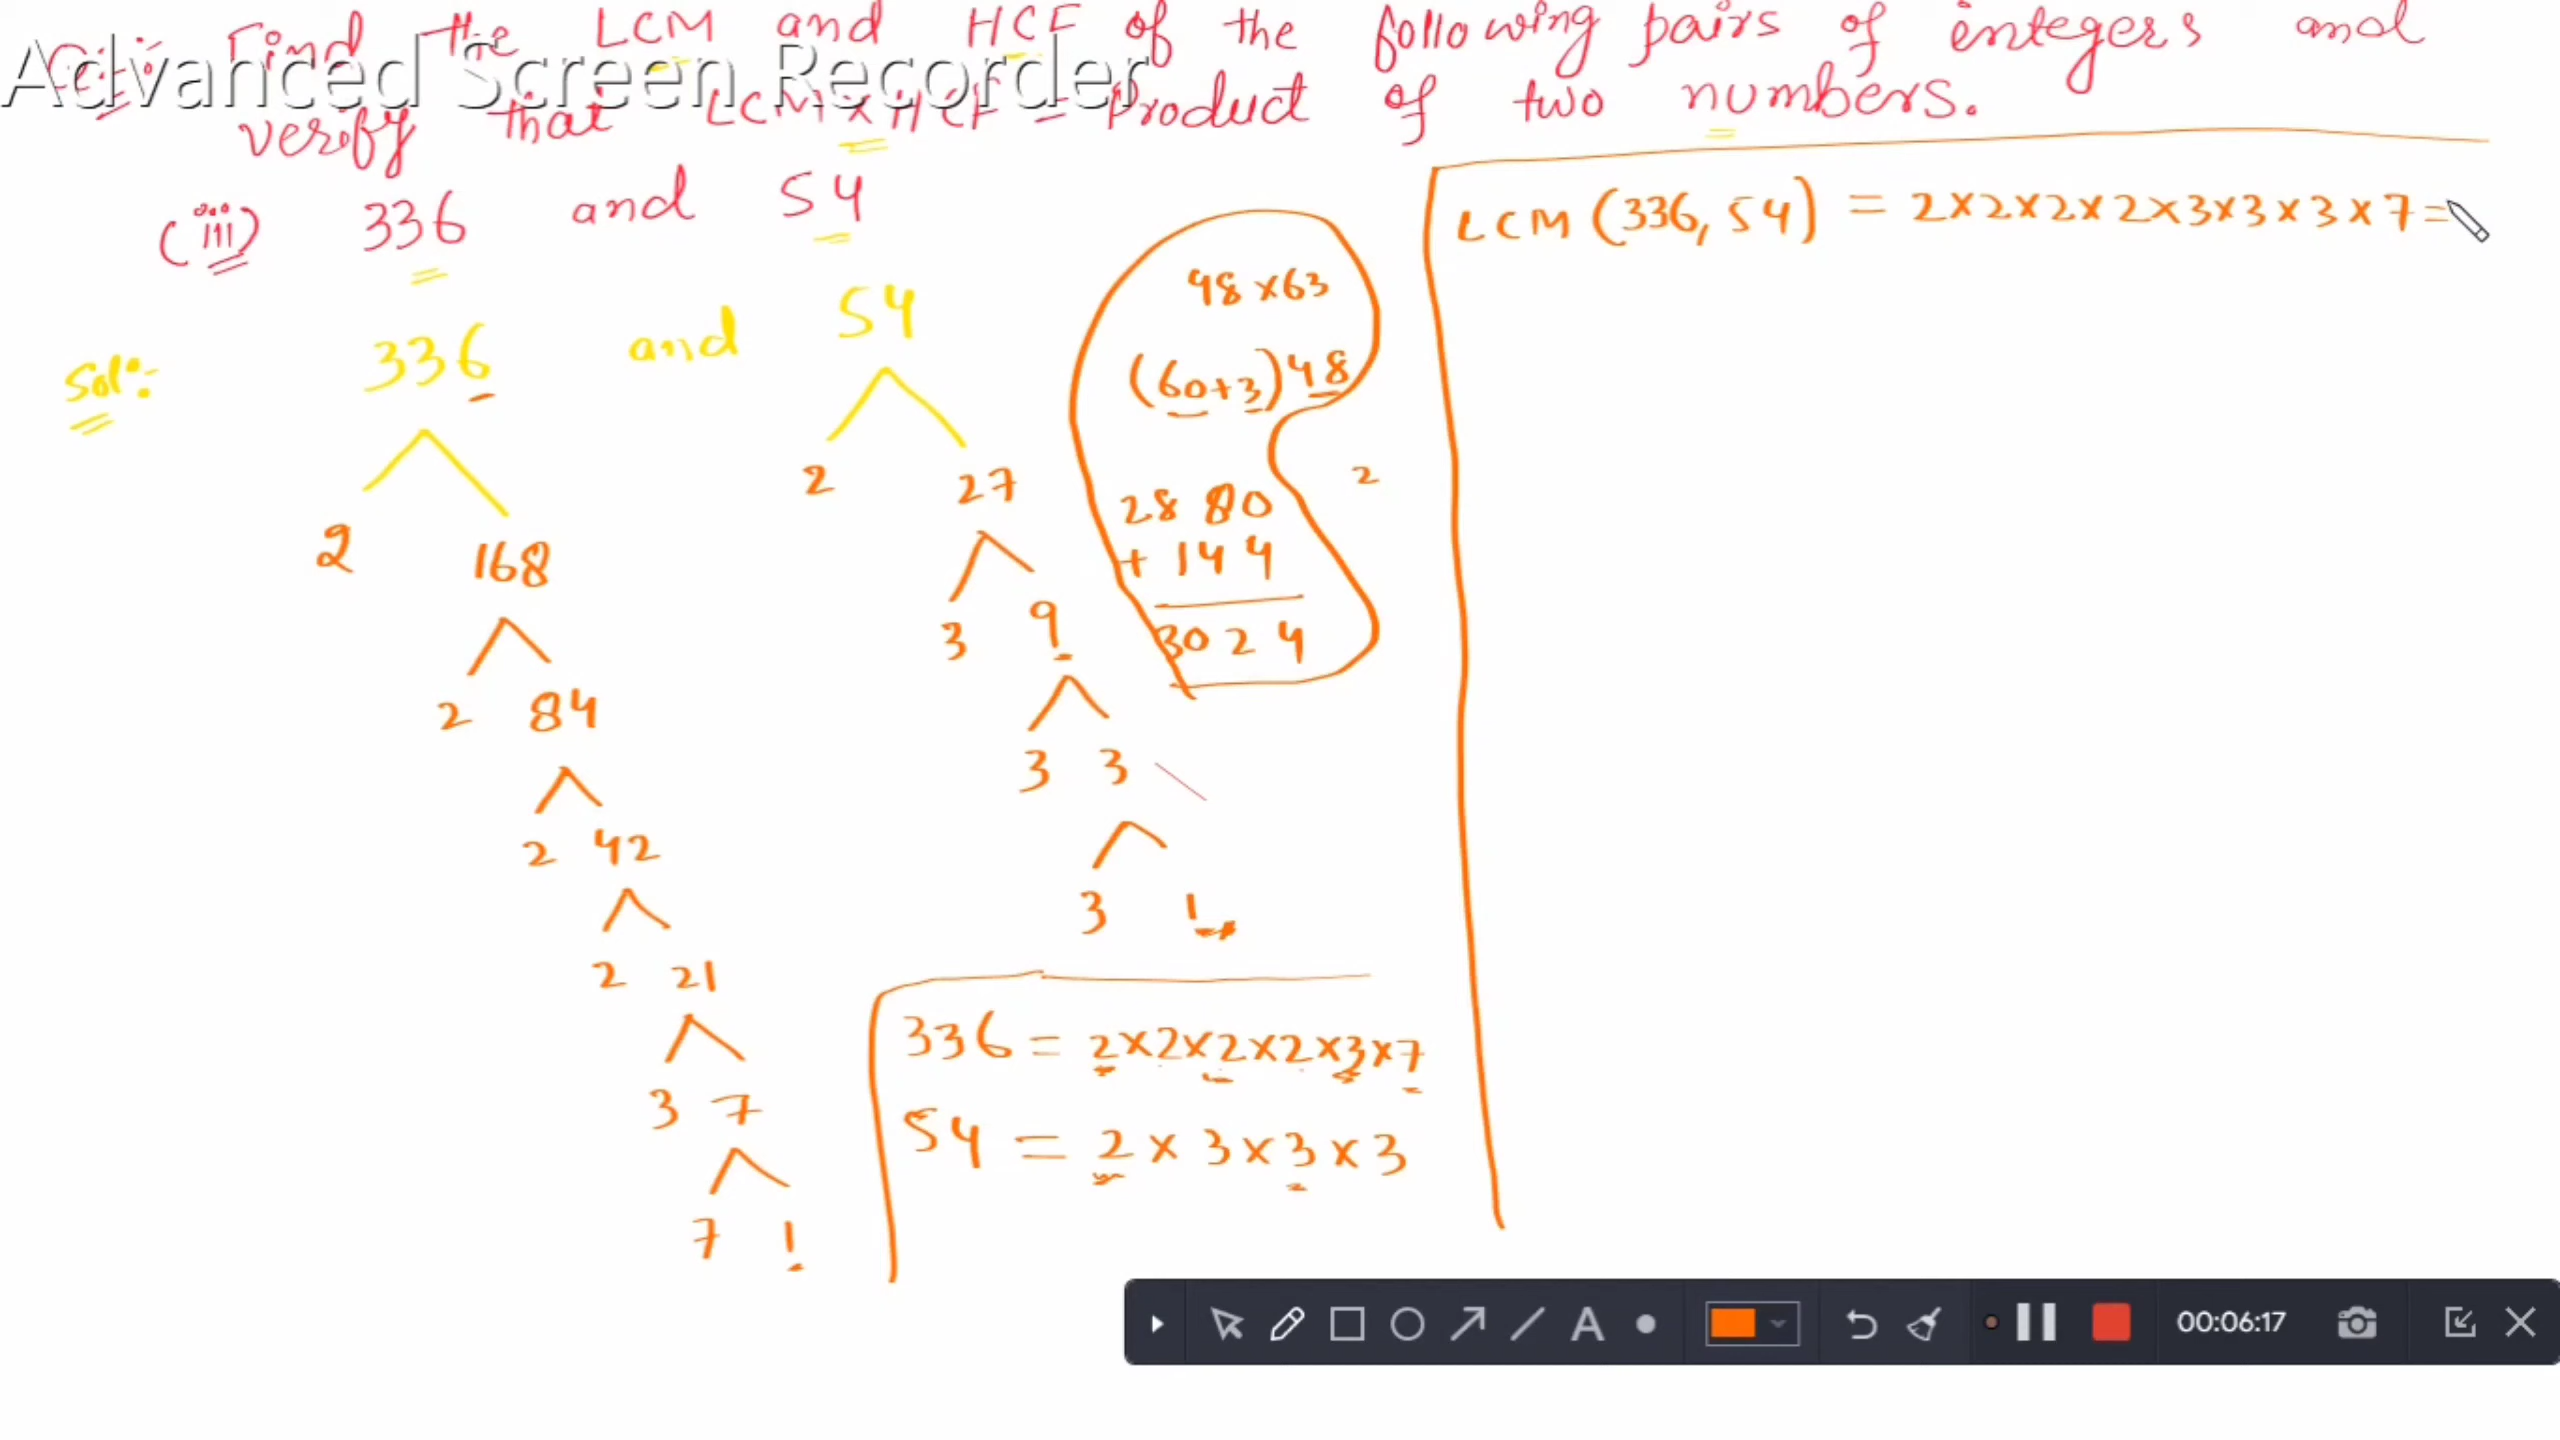 Find the LCM and HCF of the following pairs of integers and
Advanced Screen Recorder
verify that LCM × HCF = Product of two numbers.
(iii) 336 and 54
LCM (336, 54) = 2×2×2×2×3×3×3×7=
Solⁿ:- 336 and 54
48 ×63
(60+3)48
2 27
2
2 168
2880
+ 144
3024
3 9
2 84
3 3
2 42
3 1
2 21
336 = 2×2×2×2×3×7
3 7
54 = 2 × 3 × 3 × 3
7 1
A
00:06:17